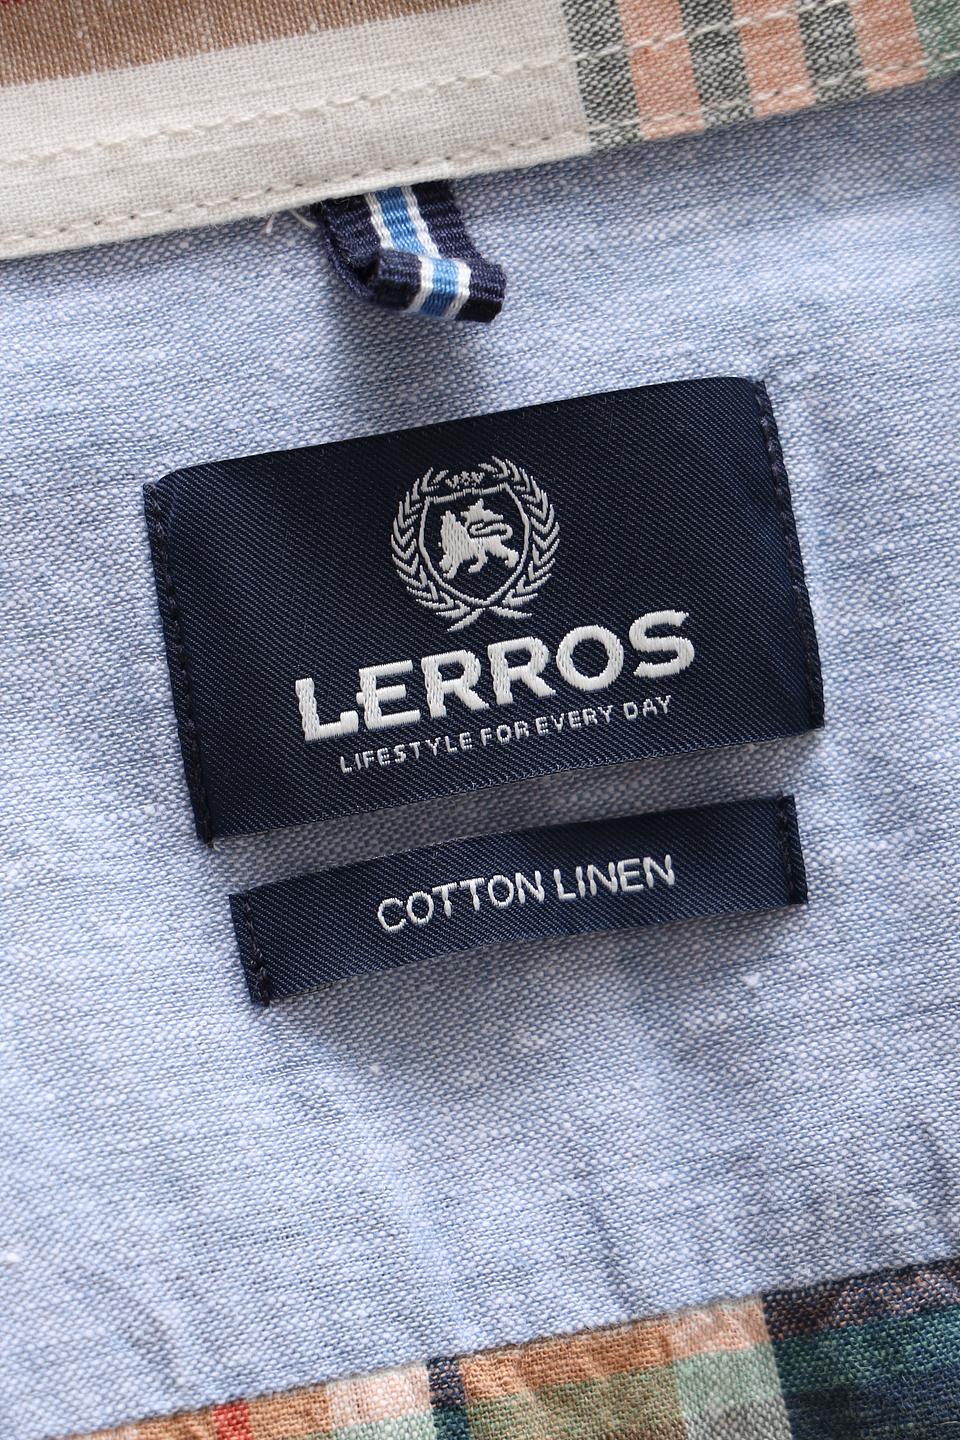 LERROS
LIFESTYLE FOR EVERY DAY
COTTON LINEN